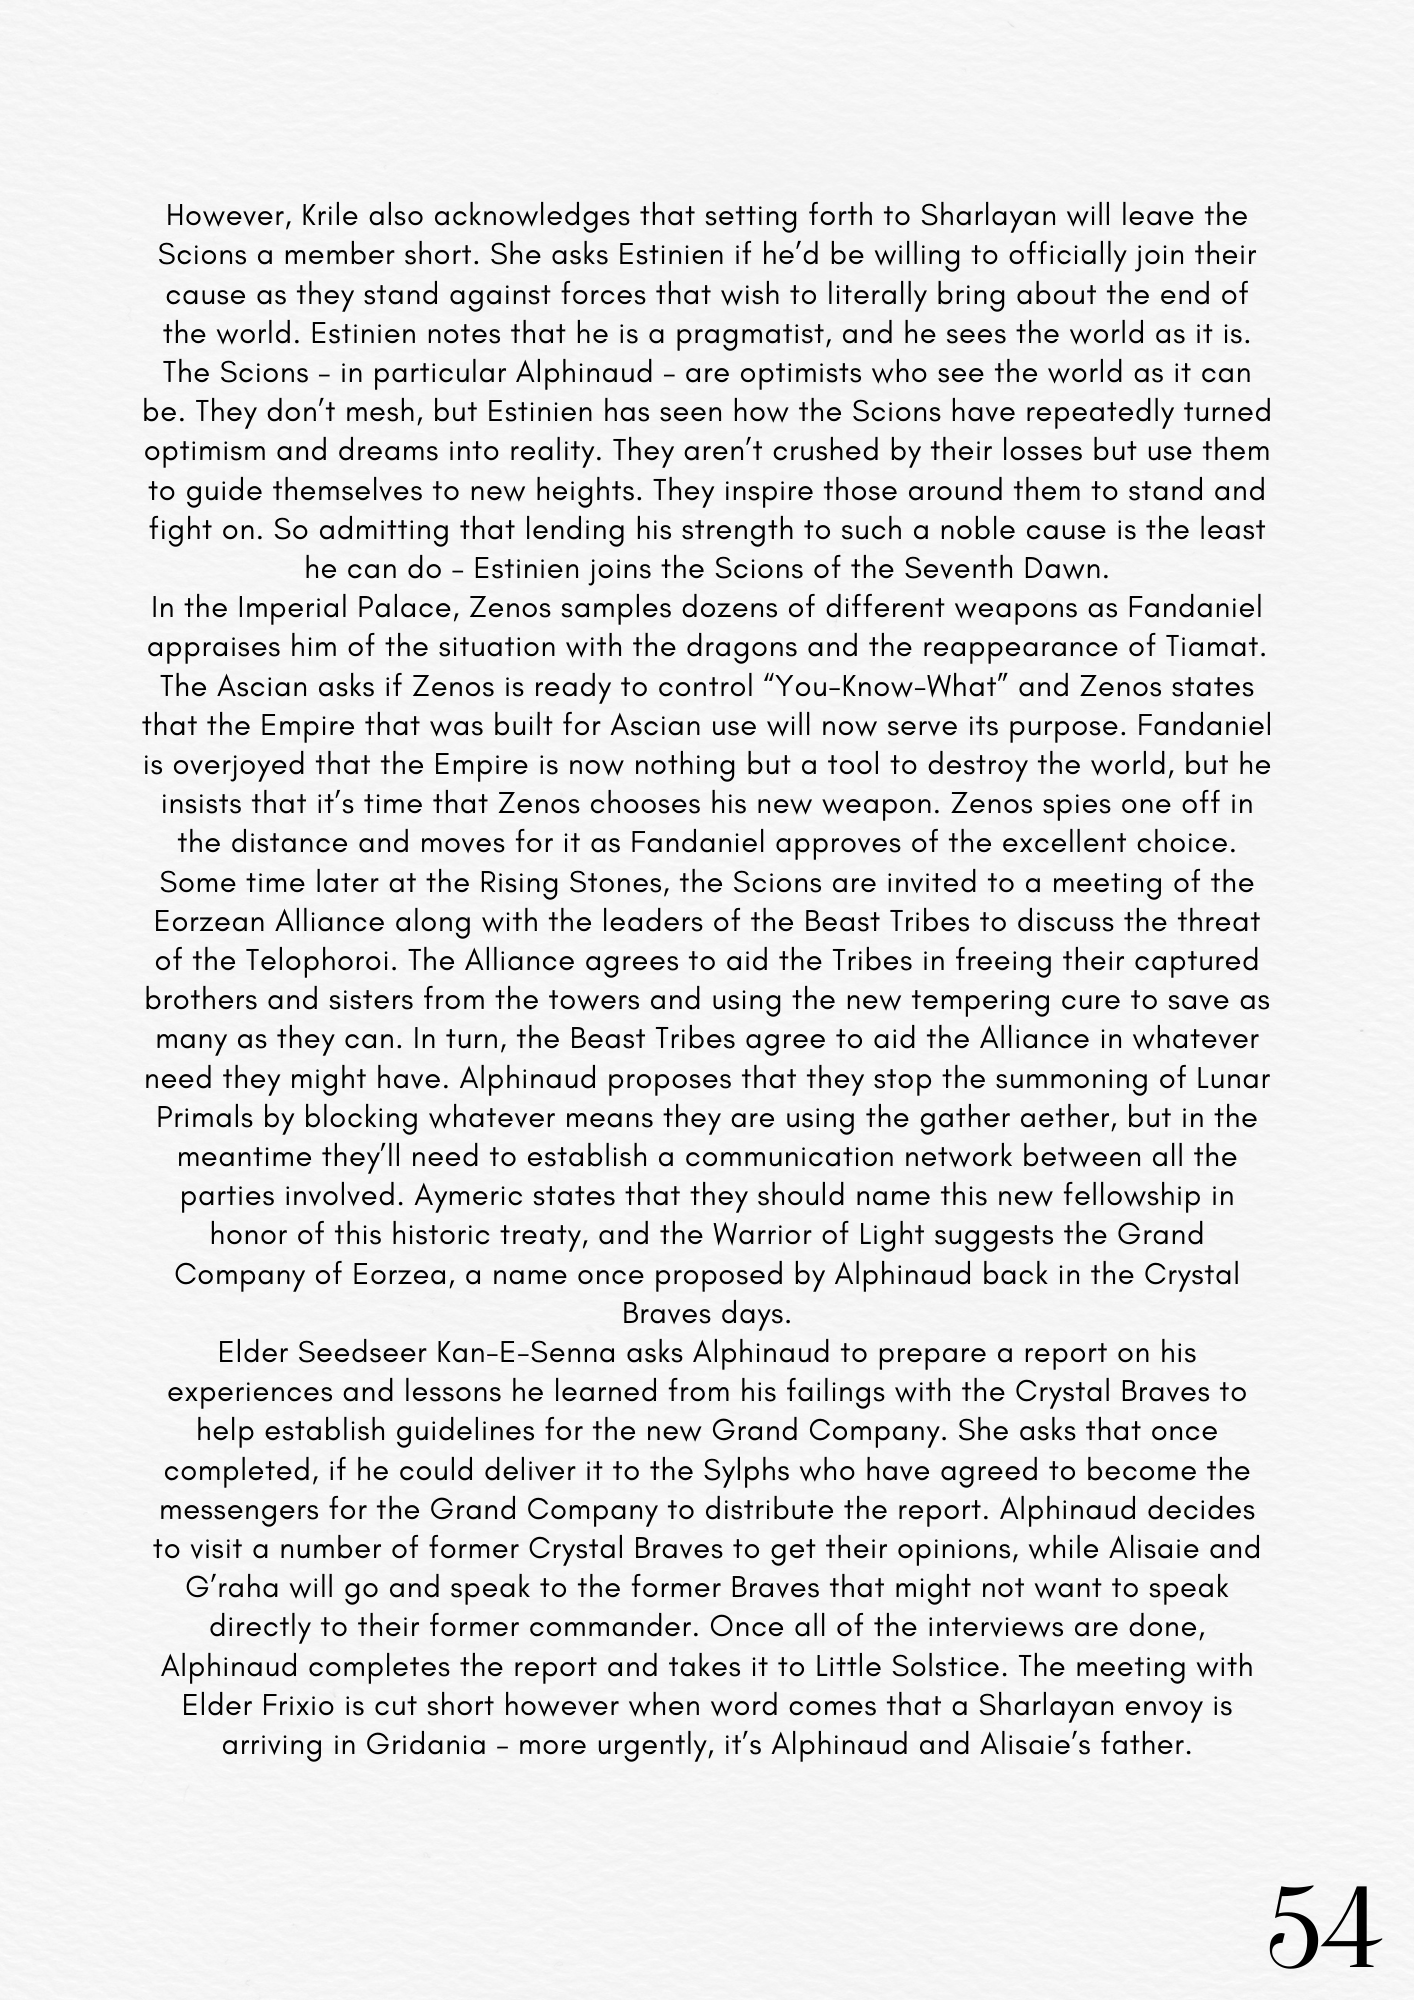 However, Krile also acknowledges that setting forth to Sharlayan will leave the
Scions a member short. She asks Estinien if he’d be willing to officially join their
cause as they stand against forces that wish to literally bring about the end of
the world. Estinien notes that he is a pragmatist, and he sees the world as it is.
The Scions – in particular Alphinaud – are optimists who see the world as it can
be. They don’t mesh, but Estinien has seen how the Scions have repeatedly turned
optimism and dreams into reality. They aren’t crushed by their losses but use them
to guide themselves to new heights. They inspire those around them to stand and
fight on. So admitting that lending his strength to such a noble cause is the least
he can do – Estinien joins the Scions of the Seventh Dawn.
In the Imperial Palace, Zenos samples dozens of different weapons as Fandaniel
appraises him of the situation with the dragons and the reappearance of Tiamat.
The Ascian asks if Zenos is ready to control “You-Know-What” and Zenos states
that the Empire that was built for Ascian use will now serve its purpose. Fandaniel
is overjoyed that the Empire is now nothing but a tool to destroy the world, but he
insists that it’s time that Zenos chooses his new weapon. Zenos spies one off in
the distance and moves for it as Fandaniel approves of the excellent choice.
Some time later at the Rising Stones, the Scions are invited to a meeting of the
Eorzean Alliance along with the leaders of the Beast Tribes to discuss the threat
of the Telophoroi. The Alliance agrees to aid the Tribes in freeing their captured
brothers and sisters from the towers and using the new tempering cure to save as
many as they can. In turn, the Beast Tribes agree to aid the Alliance in whatever
need they might have. Alphinaud proposes that they stop the summoning of Lunar
Primals by blocking whatever means they are using the gather aether, but in the
meantime they’ll need to establish a communication network between all the
parties involved. Aymeric states that they should name this new fellowship in
honor of this historic treaty, and the Warrior of Light suggests the Grand
Company of Eorzea, a name once proposed by Alphinaud back in the Crystal
Braves days.
Elder Seedseer Kan-E-Senna asks Alphinaud to prepare a report on his
experiences and lessons he learned from his failings with the Crystal Braves to
help establish guidelines for the new Grand Company. She asks that once
completed, if he could deliver it to the Sylphs who have agreed to become the
messengers for the Grand Company to distribute the report. Alphinaud decides
to visit a number of former Crystal Braves to get their opinions, while Alisaie and
G’raha will go and speak to the former Braves that might not want to speak
directly to their former commander. Once all of the interviews are done,
Alphinaud completes the report and takes it to Little Solstice. The meeting with
Elder Frixio is cut short however when word comes that a Sharlayan envoy is
arriving in Gridania – more urgently, it’s Alphinaud and Alisaie’s father.
54